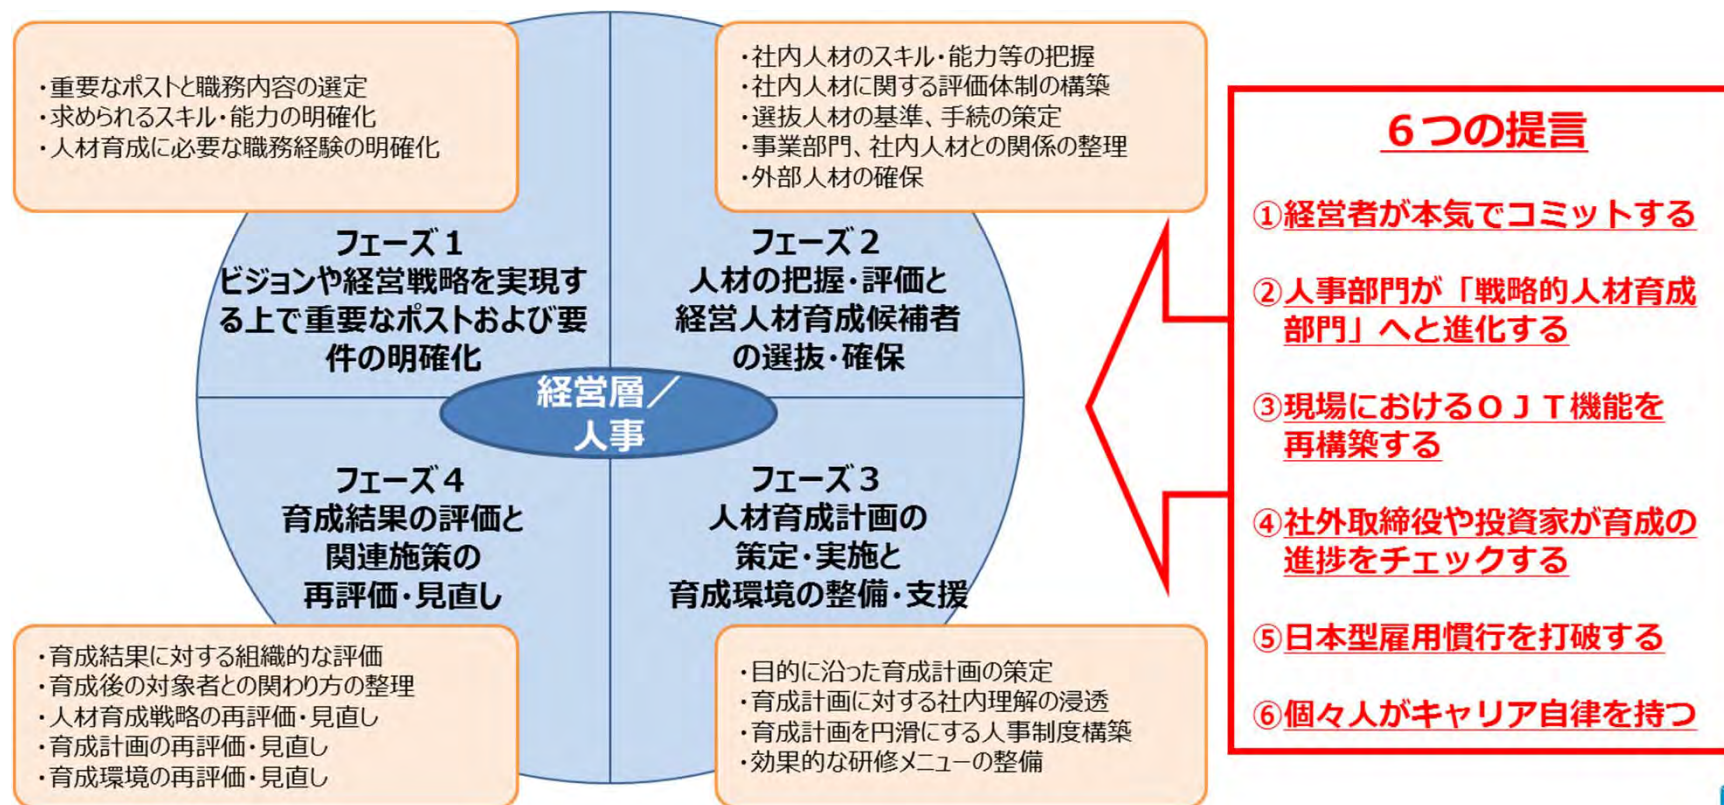 ・重要なポストと職務内容の選定
・求められるスキル・能力の明確化
・人材育成に必要な職務経験の明確化
・社内人材のスキル・能力等の把握
・社内人材に関する評価体制の構築
・選抜人材の基準、手続の策定
・事業部門、社内人材との関係の整理
・外部人材の確保
フェーズ１
ビジョンや経営戦略を実現す
る上で重要なポストおよび要
件の明確化
フェーズ２
人材の把握・評価と
経営人材育成候補者
の選抜・確保
経営層／
人事
フェーズ４
育成結果の評価と
関連施策の
再評価・見直し
フェーズ３
人材育成計画の
策定・実施と
育成環境の整備・支援
・育成結果に対する組織的な評価
・育成後の対象者との関わり方の整理
・人材育成戦略の再評価・見直し
・育成計画の再評価・見直し
・育成環境の再評価・見直し
・目的に沿った育成計画の策定
・育成計画に対する社内理解の浸透
・育成計画を円滑にする人事制度構築
・効果的な研修メニューの整備
６つの提言
①経営者が本気でコミットする
②人事部門が「戦略的人材育成
部門」へと進化する
③現場におけるＯＪＴ機能を
再構築する
④社外取締役や投資家が育成の
進捗をチェックする
⑤日本型雇用慣行を打破する
⑥個々人がキャリア自律を持つ